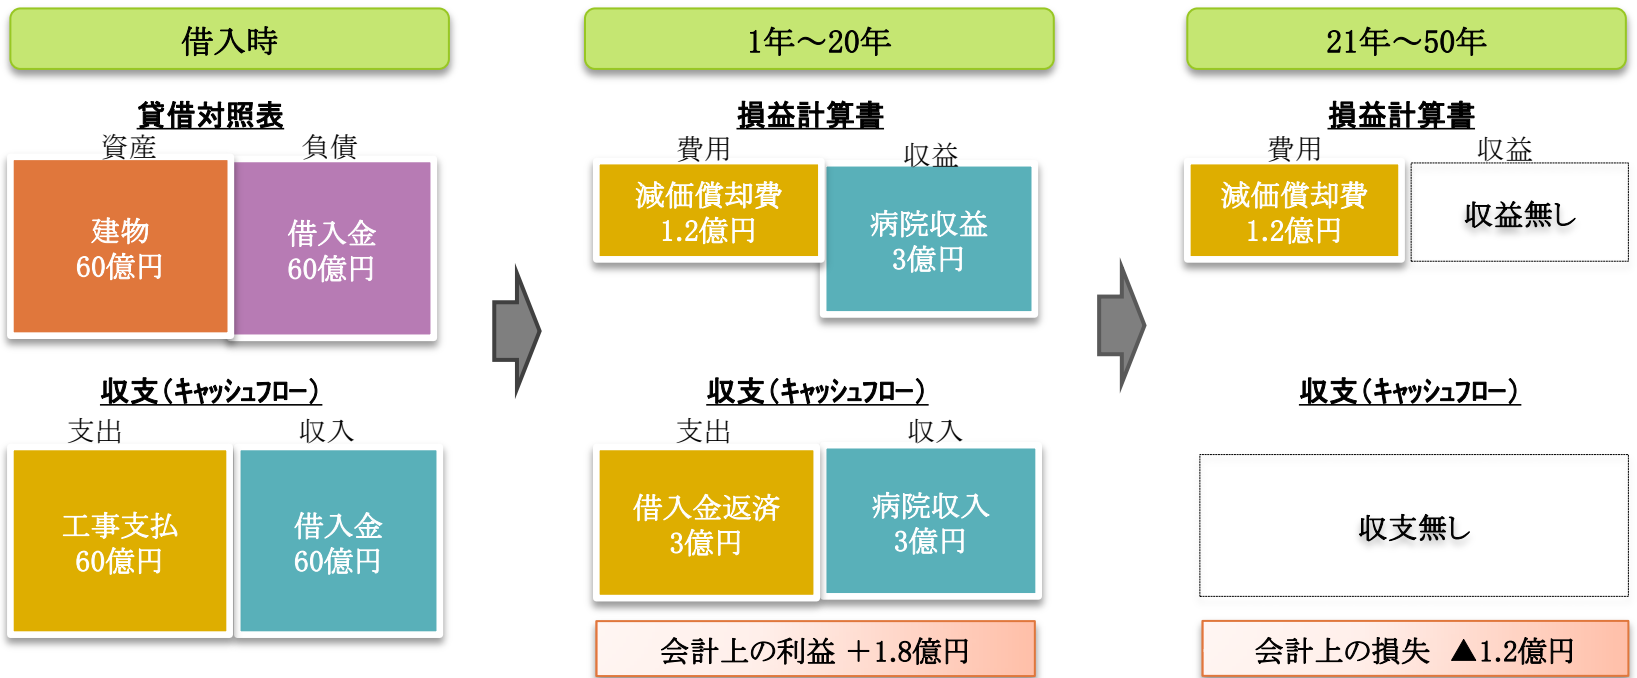 借入時
貸借対照表
資産
負債
建物
60億円
借入金
60億円
収支(キャッシュフロー)
支出
収入
工事支払
60億円
借入金
60億円
1年～20年
損益計算書
費用
収益
減価償却費
1.2億円
病院収益
3億円
収支(キャッシュフロー)
支出
収入
借入金返済
3億円
病院収入
3億円
会計上の利益 ＋1.8億円
21年～50年
損益計算書
費用
収益
減価償却費
1.2億円
収益無し
収支(キャッシュフロー)
収支無し
会計上の損失 ▲1.2億円